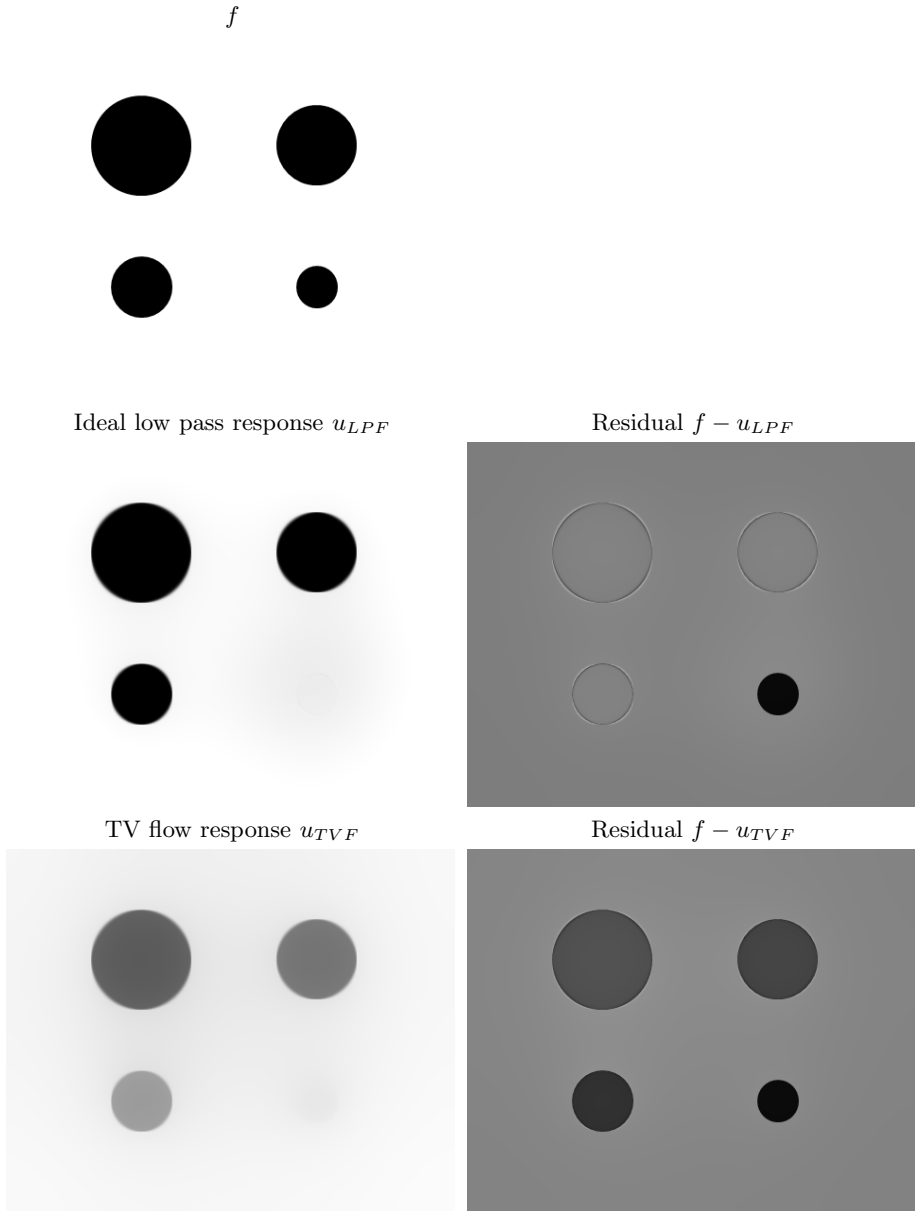 f
Ideal low pass response u_{LPF}
Residual f − u_{LPF}
TV flow response u_{TVF}
Residual f − u_{TVF}